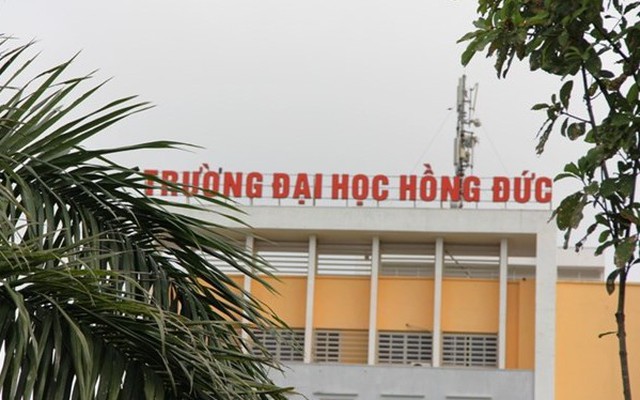 TRƯỜNG ĐẠI HỌC HỒNG ĐỨC